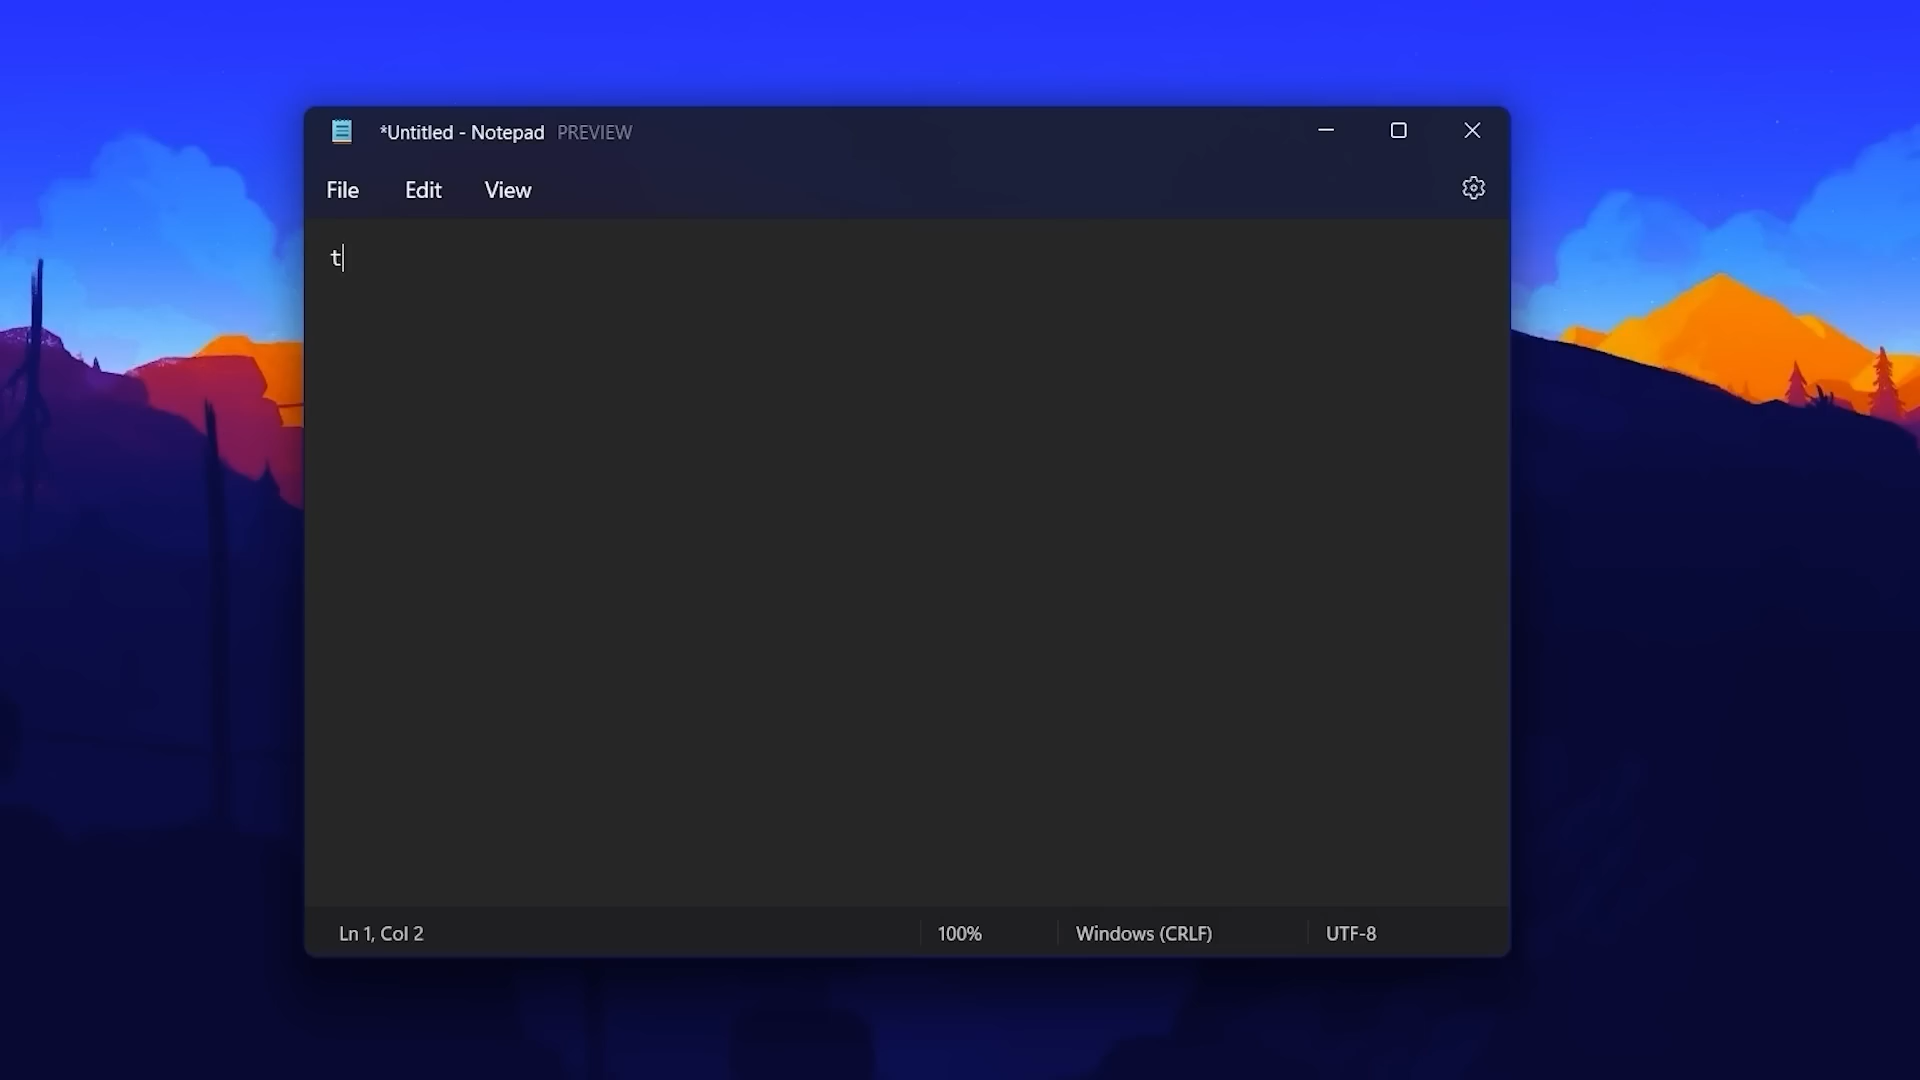 *Untitled - Notepad PREVIEW
File Edit View
t
Ln 1, Col 2 100% Windows (CRLF) UTF-8